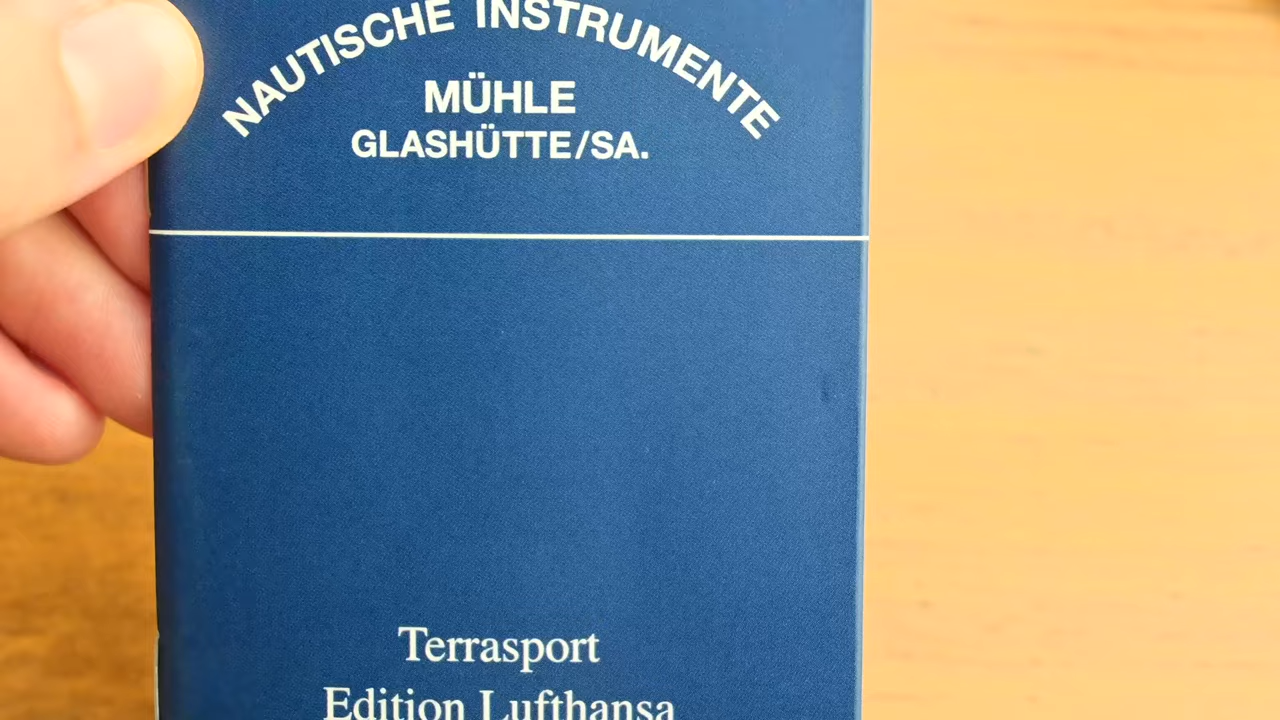 NAUTISCHE INSTRUMENTE
MÜHLE
GLASHÜTTE/SA.
Terrasport
Edition Lufthansa